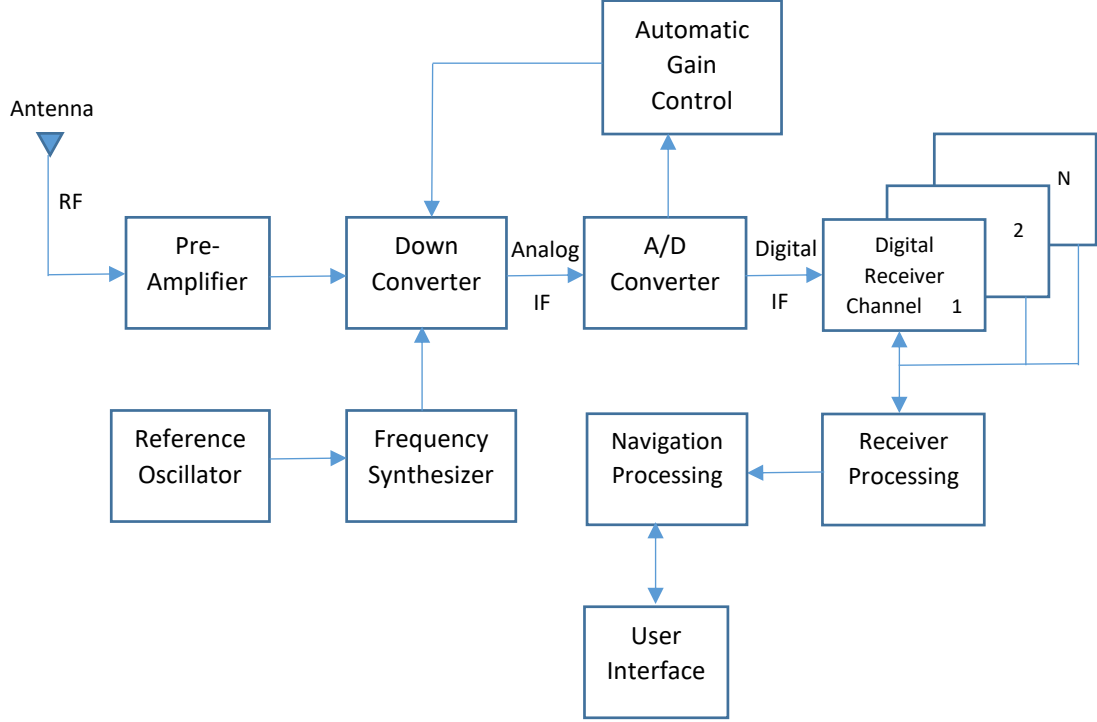 Automatic
Gain
Control
Antenna
RF
N
Pre-
Amplifier
Down
Converter
Analog
IF
A/D
Converter
Digital
IF
2
Digital
Receiver
Channel 1
Reference
Oscillator
Frequency
Synthesizer
Navigation
Processing
Receiver
Processing
User
Interface